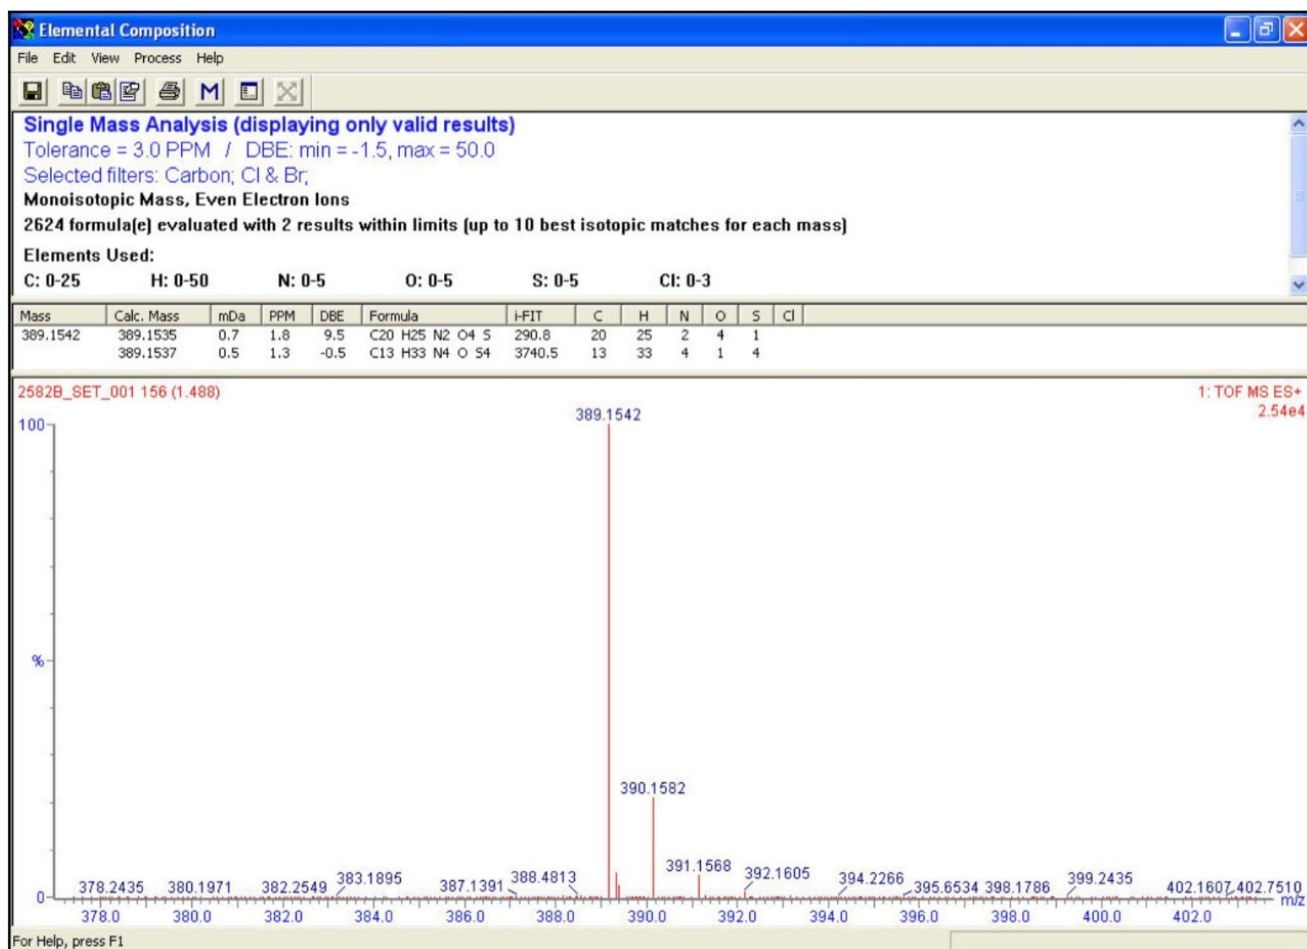 Elemental Composition
File Edit View Process Help
M
Single Mass Analysis (displaying only valid results)
Tolerance = 3.0 PPM / DBE: min = -1.5, max = 50.0
Selected filters: Carbon; Cl & Br;
Monoisotopic Mass, Even Electron Ions
2624 formula(e) evaluated with 2 results within limits (up to 10 best isotopic matches for each mass)
Elements Used:
C: 0-25 H: 0-50 N: 0-5 O: 0-5 S: 0-5 Cl: 0-3
Mass Calc. Mass mDa PPM DBE Formula i-FIT C H N O S Cl
389.1542 389.1535 0.7 1.8 9.5 C20 H25 N2 O4 S 290.8 20 25 2 4 1
389.1537 0.5 1.3 -0.5 C13 H33 N4 O S4 3740.5 13 33 4 1 4
2582B_SET_001 156 (1.488) 1: TOF MS ES+
2.54e4
389.1542
100
%
390.1582
391.1568
392.1605
378.2435 380.1971 382.2549 383.1895 387.1391 388.4813 394.2266 395.6534 398.1786 399.2435 402.1607 402.7510
0
m/z
378.0 380.0 382.0 384.0 386.0 388.0 390.0 392.0 394.0 396.0 398.0 400.0 402.0
For Help, press F1